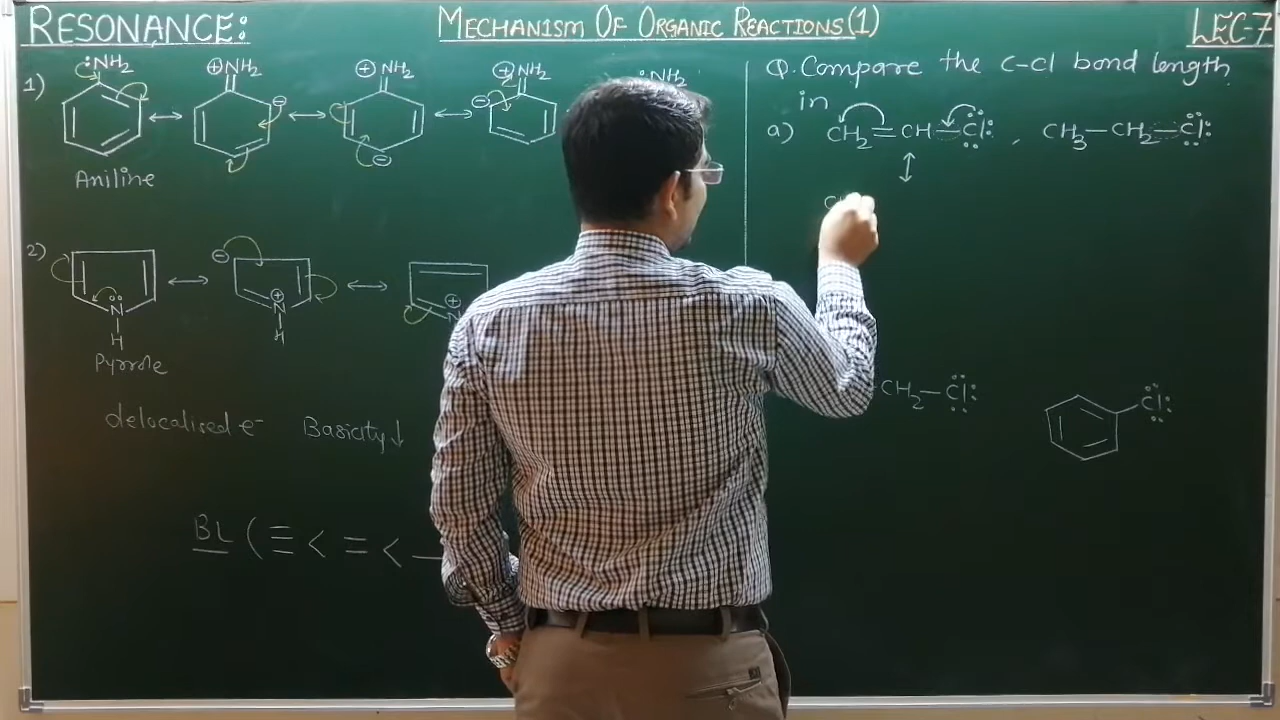 RESONANCE:
MECHANISM OF ORGANIC REACTIONS(1)
LEC-7
1)
:NH₂ ↔ ⊕NH₂ ↔ ⊕NH₂ ↔ ⊕NH₂
:NH₂
⊖ ⊖ ⊖
Aniline
2)
N ↔ ⊖ ⊕N ↔ ⊕
H H
Pyrrole
delocalised e⁻ Basicity↓
BL (≡ < = < —
Q. Compare the C-Cl bond length
in
a) CH₂=CH—Cl: , CH₃—CH₂—Cl:
↕
CH₂—Cl:
Cl: